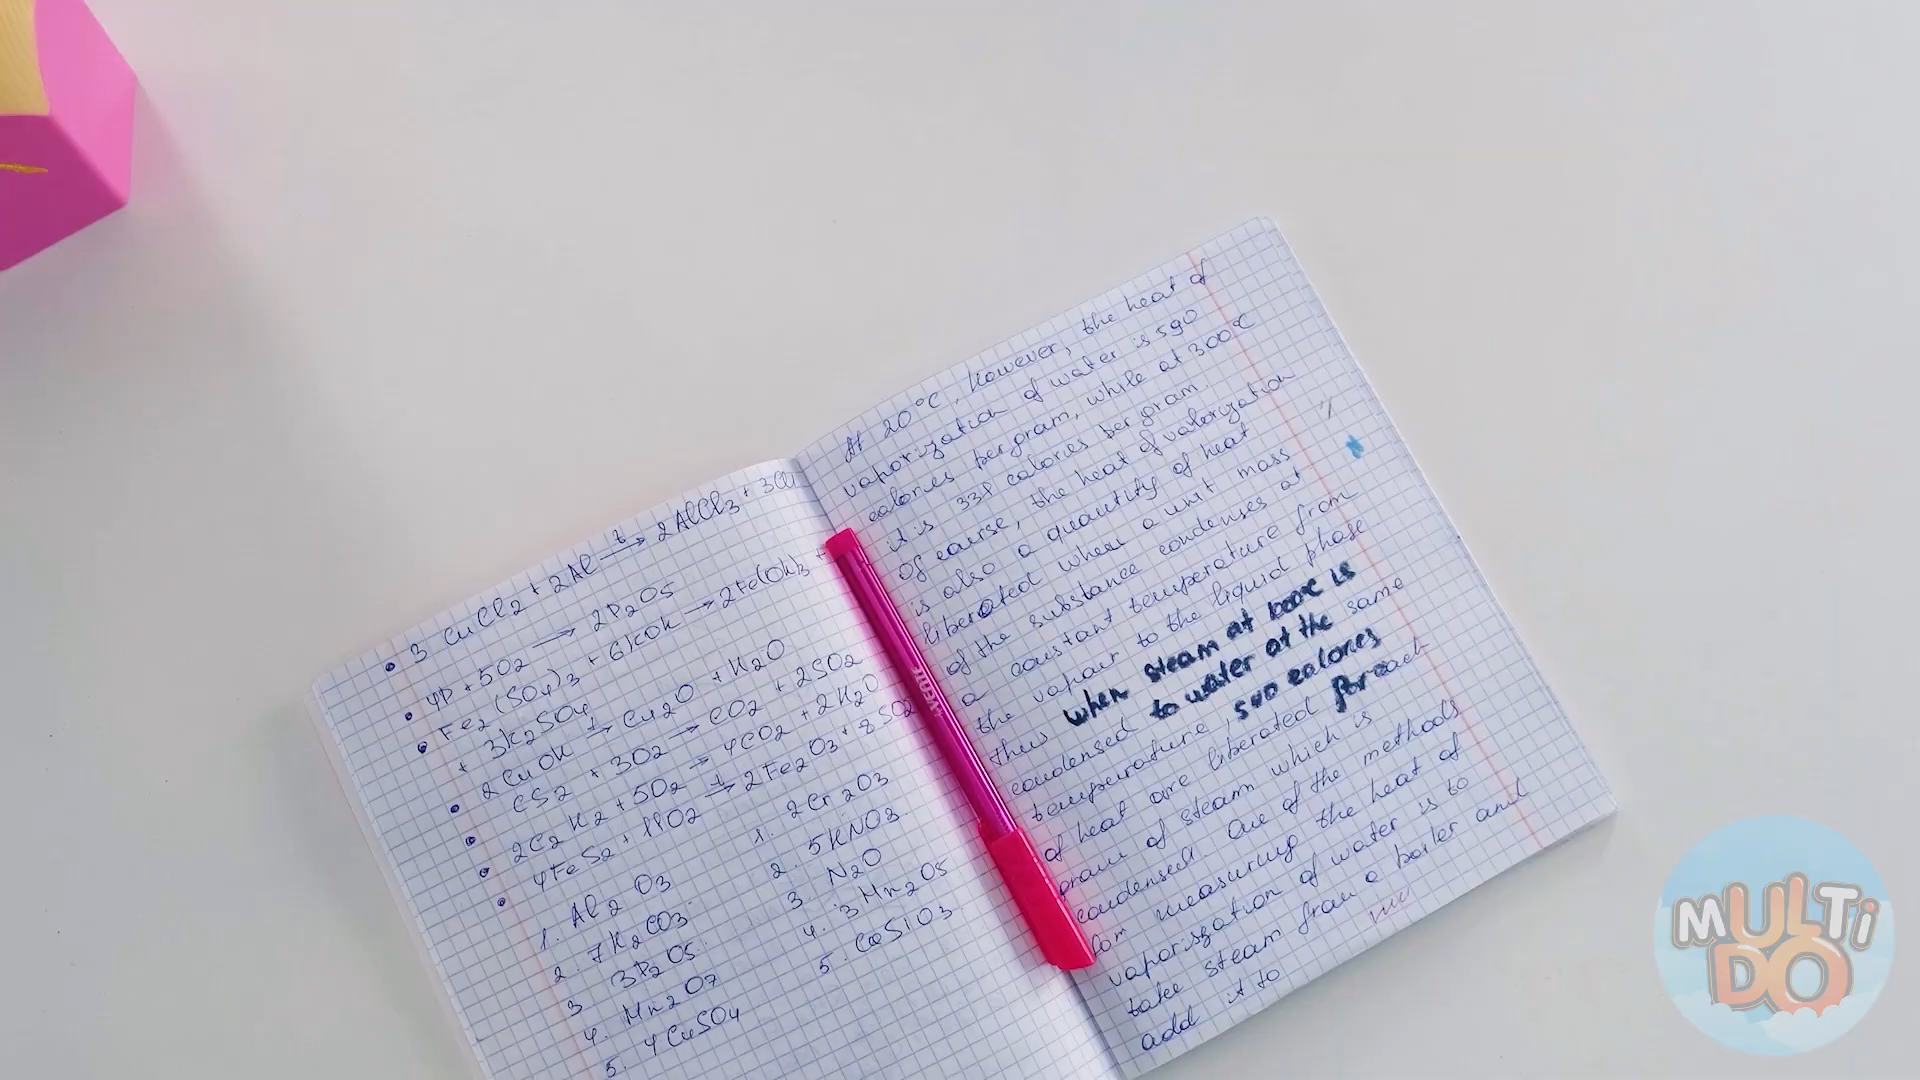 • 3 CuCl2 + 2Al →t 2AlCl3 + 3Cu
• 4P + 5O2 → 2P2O5
• Fe2(SO4)3 + 6KOH → 2Fe(OH)3 +
+ 3K2SO4
• 2CuOH →t Cu2O + H2O
• CS2 + 3O2 → CO2 + 2SO2
• 2C2H2 + 5O2 → 4CO2 + 2H2O
• 4FeS2 + 11O2 →t 2Fe2O3 + 8SO2
1. Al2O3
2. 7K2CO3
3. 3P2O5
4. Mn2O7
5. 4CuSO4
1. 2Cr2O3
2. 5KNO3
3. N2O
4. 3Mn2O5
5. CaSiO3
At 20°C, however, the heat of
vaporization of water is 590
calories per gram, while at 300°C
it is 338 calories per gram.
Of course, the heat of vaporization
is also a quantity of heat
liberated when a unit mass
of the substance condenses at
a constant temperature from
the vapour to the liquid phase
thus when steam at 100°C is
condensed to water at the same
temperature, 540 calories
of heat are liberated for each
gram of steam which is
condensed. One of the methods
for measuring the heat of
vaporiszation of water is to
take steam from a boiler and
add it to
VENUE
MULTi
DO